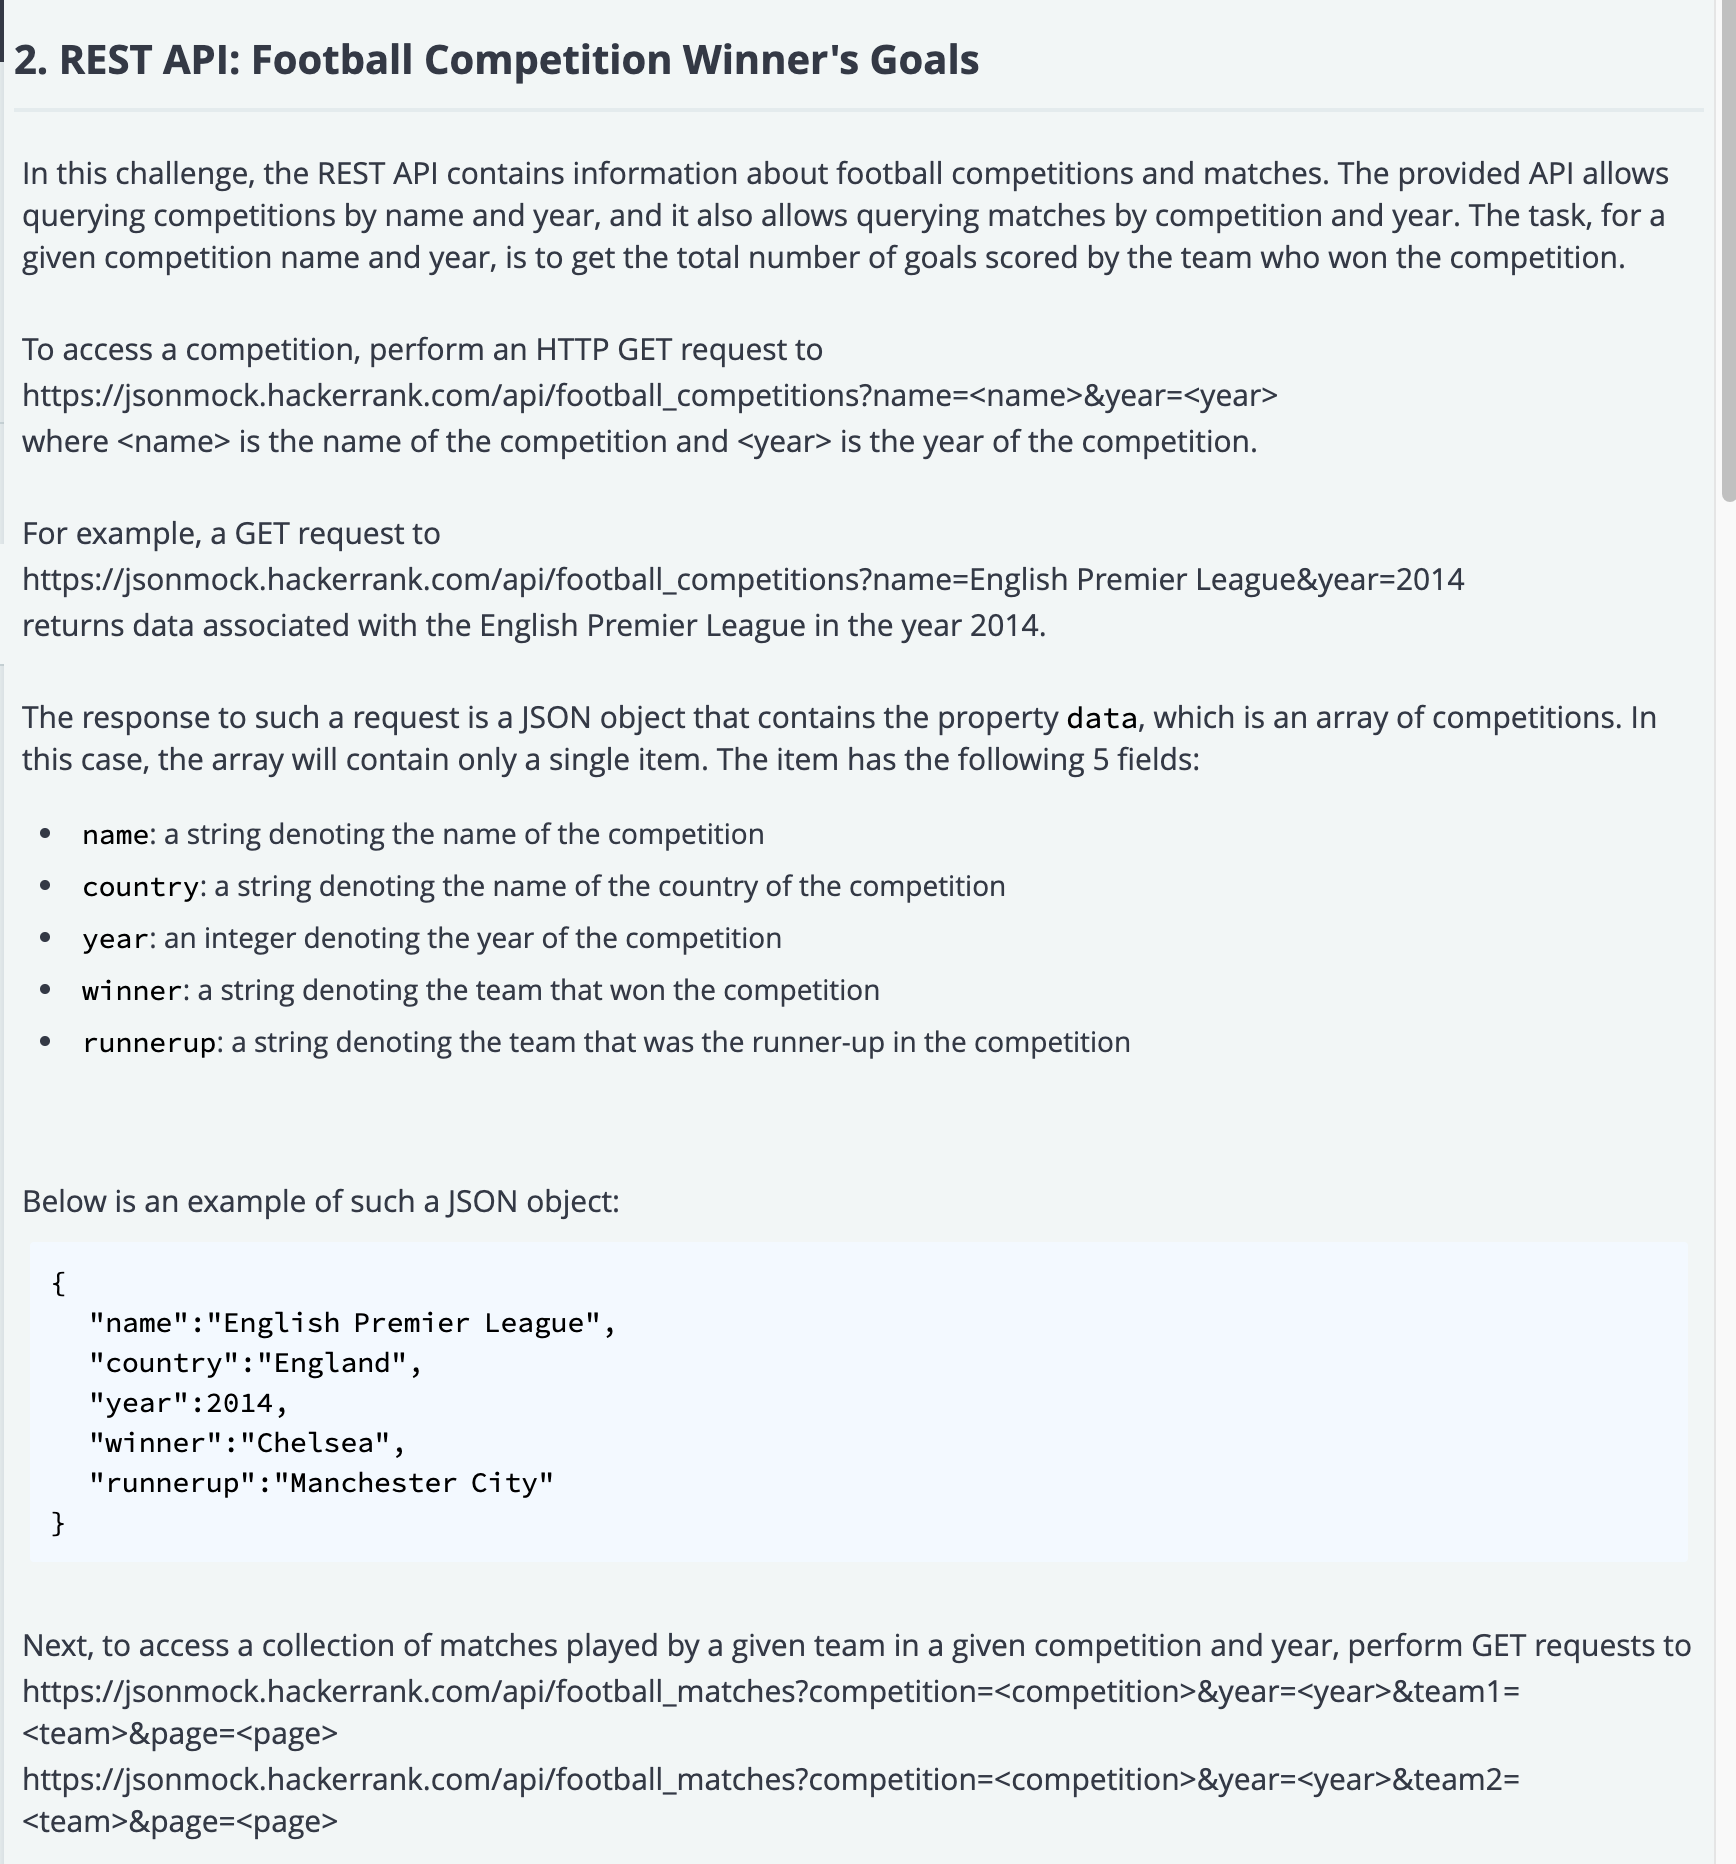 2. REST API: Football Competition Winner's Goals
In this challenge, the REST API contains information about football competitions and matches. The provided API allows
querying competitions by name and year, and it also allows querying matches by competition and year. The task, for a
given competition name and year, is to get the total number of goals scored by the team who won the competition.
To access a competition, perform an HTTP GET request to
https://jsonmock.hackerrank.com/api/football_competitions?name=<name>&year=<year>
where <name> is the name of the competition and <year> is the year of the competition.
For example, a GET request to
https://jsonmock.hackerrank.com/api/football_competitions?name=English Premier League&year=2014
returns data associated with the English Premier League in the year 2014.
The response to such a request is a JSON object that contains the property data, which is an array of competitions. In
this case, the array will contain only a single item. The item has the following 5 fields:
• name: a string denoting the name of the competition
• country: a string denoting the name of the country of the competition
• year: an integer denoting the year of the competition
• winner: a string denoting the team that won the competition
• runnerup: a string denoting the team that was the runner-up in the competition
Below is an example of such a JSON object:
{
"name":"English Premier League",
"country":"England",
"year":2014,
"winner":"Chelsea",
"runnerup":"Manchester City"
}
Next, to access a collection of matches played by a given team in a given competition and year, perform GET requests to
https://jsonmock.hackerrank.com/api/football_matches?competition=<competition>&year=<year>&team1=
<team>&page=<page>
https://jsonmock.hackerrank.com/api/football_matches?competition=<competition>&year=<year>&team2=
<team>&page=<page>